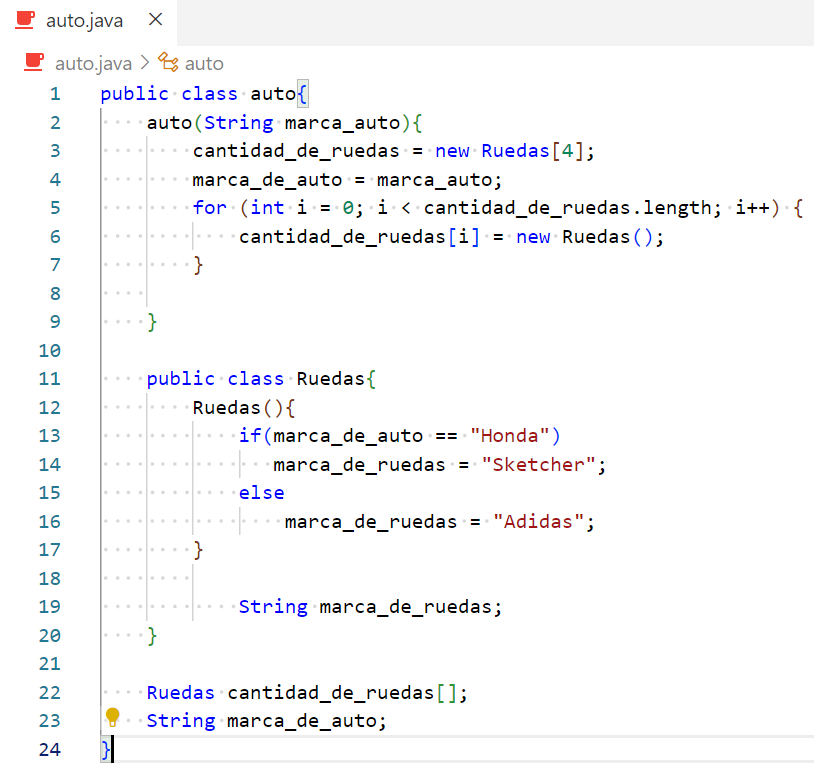 auto.java
auto.java > auto
1 public class auto{
2     auto(String marca_auto){
3         cantidad_de_ruedas = new Ruedas[4];
4         marca_de_auto = marca_auto;
5         for (int i = 0; i < cantidad_de_ruedas.length; i++) {
6             cantidad_de_ruedas[i] = new Ruedas();
7         }
8
9     }
10
11     public class Ruedas{
12         Ruedas(){
13             if(marca_de_auto == "Honda")
14                marca_de_ruedas = "Sketcher";
15             else
16                 marca_de_ruedas = "Adidas";
17         }
18
19             String marca_de_ruedas;
20     }
21
22     Ruedas cantidad_de_ruedas[];
23     String marca_de_auto;
24 }